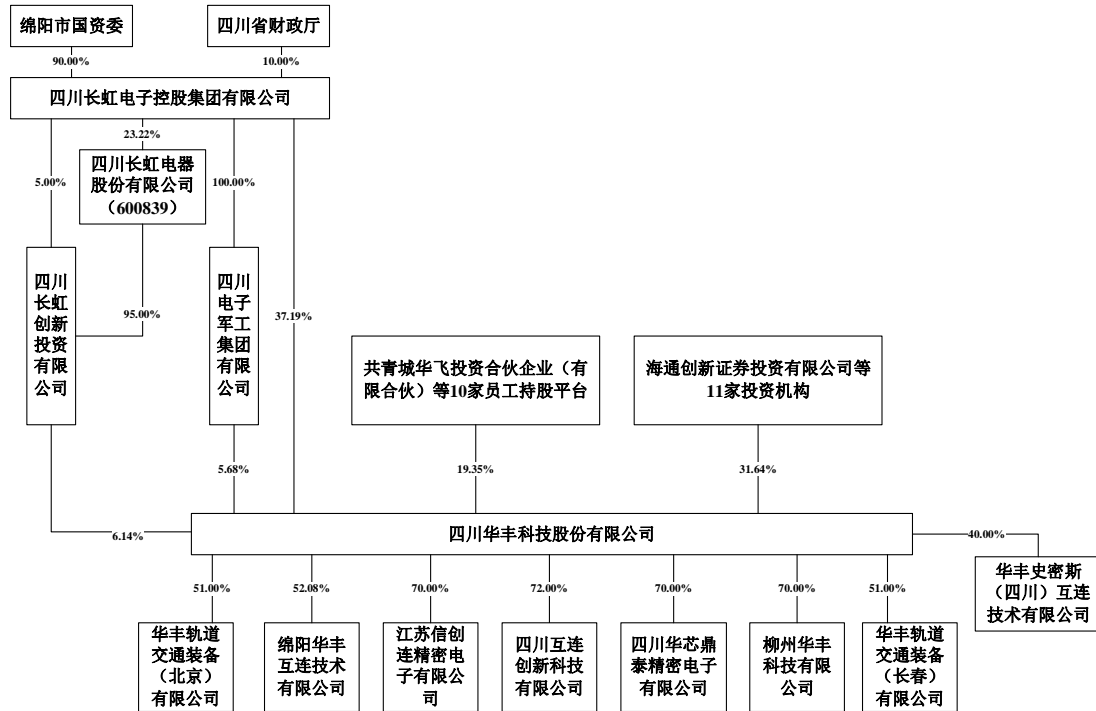 绵阳市国资委
四川省财政厅
90.00%
10.00%
四川长虹电子控股集团有限公司
23.22%
四川长虹电器
股份有限公司
（600839）
5.00%
100.00%
四川
长虹
创新
投资
有限
公司
95.00%
四川
电子
军工
集团
有限
公司
37.19%
共青城华飞投资合伙企业（有
限合伙）等10家员工持股平台
海通创新证券投资有限公司等
11家投资机构
5.68%
19.35%
31.64%
6.14%
四川华丰科技股份有限公司
40.00%
华丰史密斯
（四川）互连
技术有限公司
51.00%
52.08%
70.00%
72.00%
70.00%
70.00%
51.00%
华丰轨道
交通装备
（北京）
有限公司
绵阳华丰
互连技术
有限公司
江苏信创
连精密电
子有限公
司
四川互连
创新科技
有限公司
四川华芯鼎
泰精密电子
有限公司
柳州华丰
科技有限
公司
华丰轨道
交通装备
（长春）
有限公司